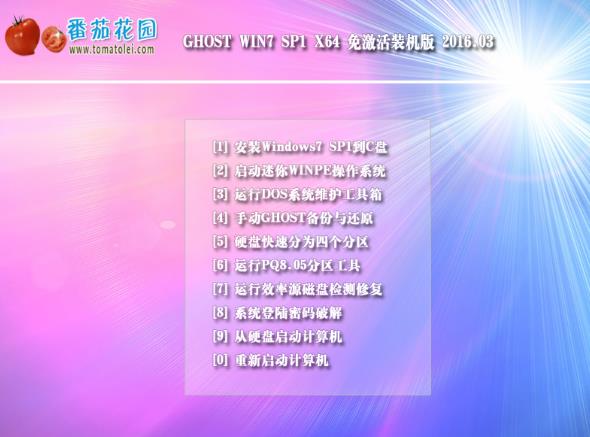 番茄花园
www.tomatolei.com
GHOST WIN7 SP1 X64 免激活装机版 2016.03
[1] 安装Windows7 SP1到C盘
[2] 启动迷你WINPE操作系统
[3] 运行DOS系统维护工具箱
[4] 手动GHOST备份与还原
[5] 硬盘快速分为四个分区
[6] 运行PQ8.05分区工具
[7] 运行效率源磁盘检测修复
[8] 系统登陆密码破解
[9] 从硬盘启动计算机
[0] 重新启动计算机